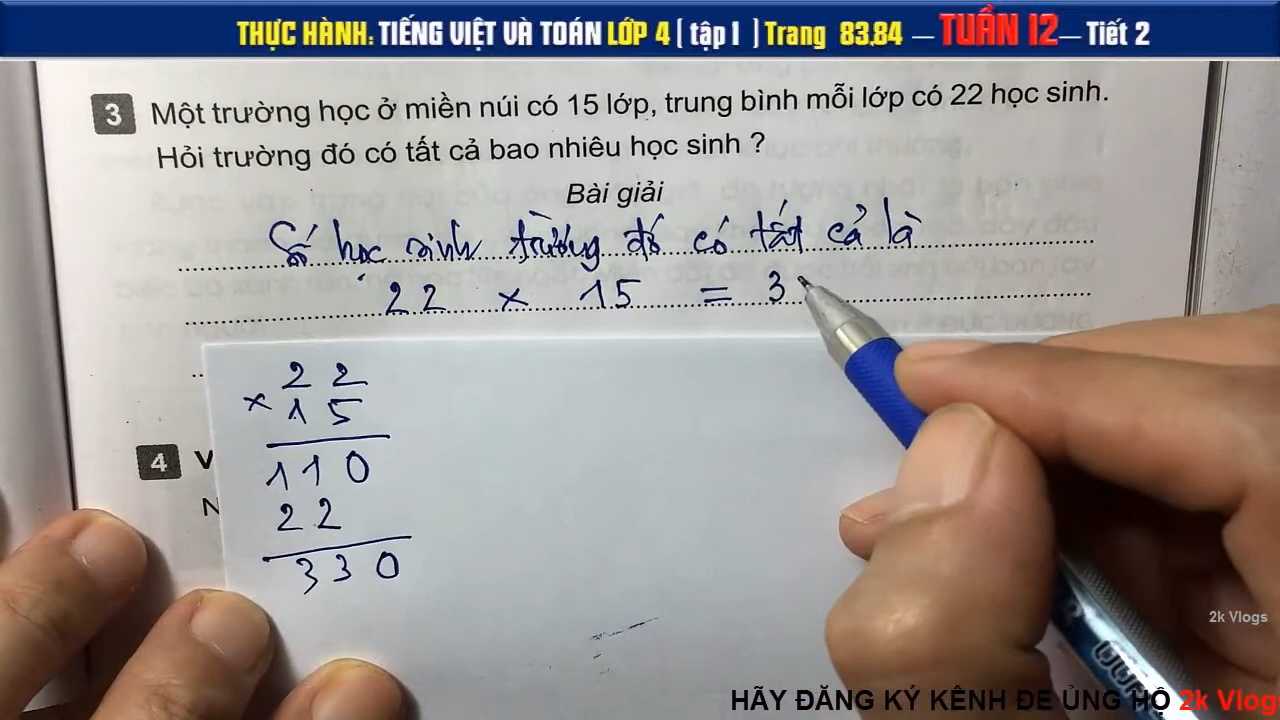 THỰC HÀNH: TIẾNG VIỆT VÀ TOÁN LỚP 4 ( tập 1 ) Trang 83,84 — TUẦN 12 — Tiết 2
3 Một trường học ở miền núi có 15 lớp, trung bình mỗi lớp có 22 học sinh.
Hỏi trường đó có tất cả bao nhiêu học sinh ?
Bài giải
Số học sinh trường đó có tất cả là
22 x 15 = 3
22
x 15
110
22
330
4 V
N
2k Vlogs
HÃY ĐĂNG KÝ KÊNH ĐE ỦNG HỘ 2k Vlog